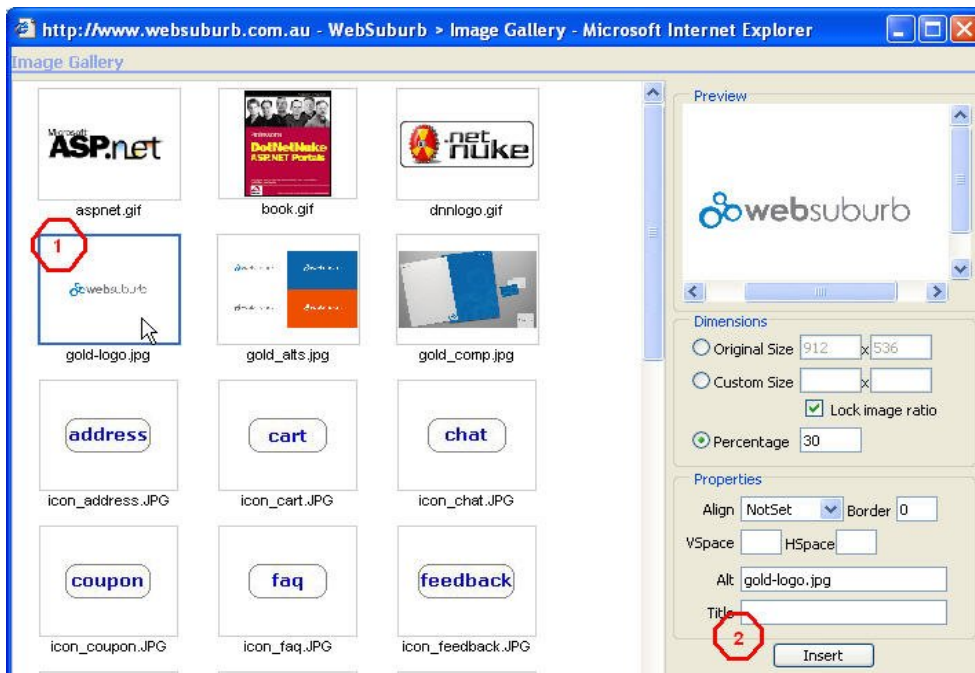 http://www.websuburb.com.au - WebSuburb > Image Gallery - Microsoft Internet Explorer
Image Gallery
Microsoft
ASP.net
aspnet.gif
DotNetNuke
ASP.NET Portals
book.gif
.net
nuke
dnnlogo.gif
1
websuburb
gold-logo.jpg
gold_alts.jpg
gold_comp.jpg
address
icon_address.JPG
cart
icon_cart.JPG
chat
icon_chat.JPG
coupon
icon_coupon.JPG
faq
icon_faq.JPG
feedback
icon_feedback.JPG
Preview
websuburb
Dimensions
Original Size 912 x 536
Custom Size x
Lock image ratio
Percentage 30
Properties
Align NotSet Border 0
VSpace HSpace
Alt gold-logo.jpg
Title
2
Insert